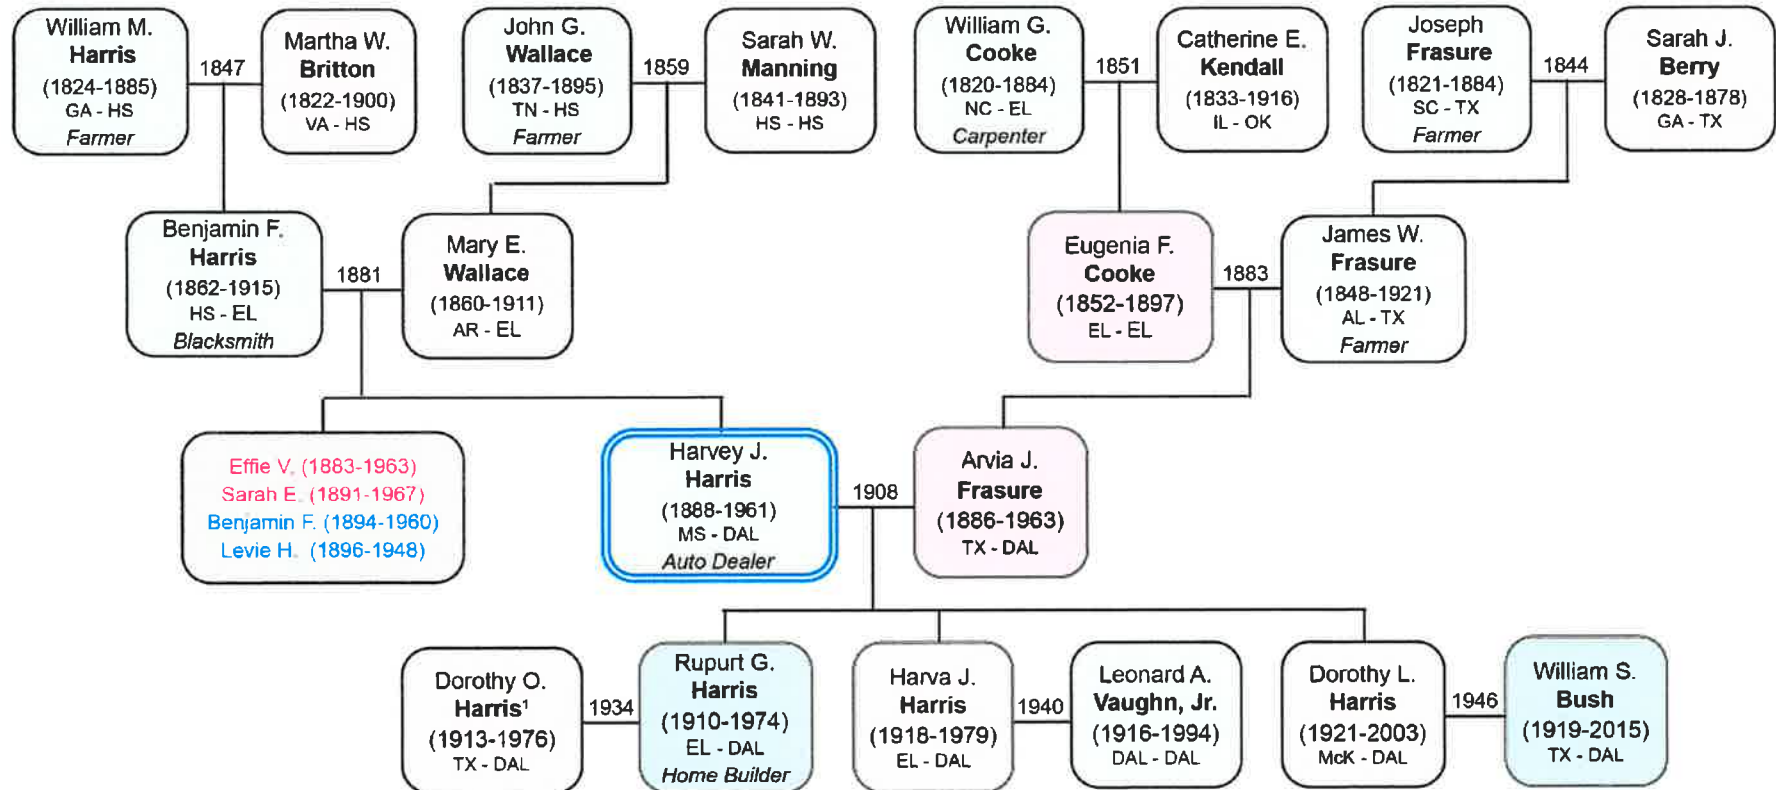 William M.
Harris
(1824-1885)
GA - HS
Farmer
1847
Martha W.
Britton
(1822-1900)
VA - HS
John G.
Wallace
(1837-1895)
TN - HS
Farmer
1859
Sarah W.
Manning
(1841-1893)
HS - HS
William G.
Cooke
(1820-1884)
NC - EL
Carpenter
1851
Catherine E.
Kendall
(1833-1916)
IL - OK
Joseph
Frasure
(1821-1884)
SC - TX
Farmer
1844
Sarah J.
Berry
(1828-1878)
GA - TX
Benjamin F.
Harris
(1862-1915)
HS - EL
Blacksmith
1881
Mary E.
Wallace
(1860-1911)
AR - EL
Eugenia F.
Cooke
(1852-1897)
EL - EL
1883
James W.
Frasure
(1848-1921)
AL - TX
Farmer
Effie V. (1883-1963)
Sarah E. (1891-1967)
Benjamin F. (1894-1960)
Levie H. (1896-1948)
Harvey J.
Harris
(1888-1961)
MS - DAL
Auto Dealer
1908
Arvia J.
Frasure
(1886-1963)
TX - DAL
Dorothy O.
Harris¹
(1913-1976)
TX - DAL
1934
Rupurt G.
Harris
(1910-1974)
EL - DAL
Home Builder
Harva J.
Harris
(1918-1979)
EL - DAL
1940
Leonard A.
Vaughn, Jr.
(1916-1994)
DAL - DAL
Dorothy L.
Harris
(1921-2003)
McK - DAL
1946
William S.
Bush
(1919-2015)
TX - DAL